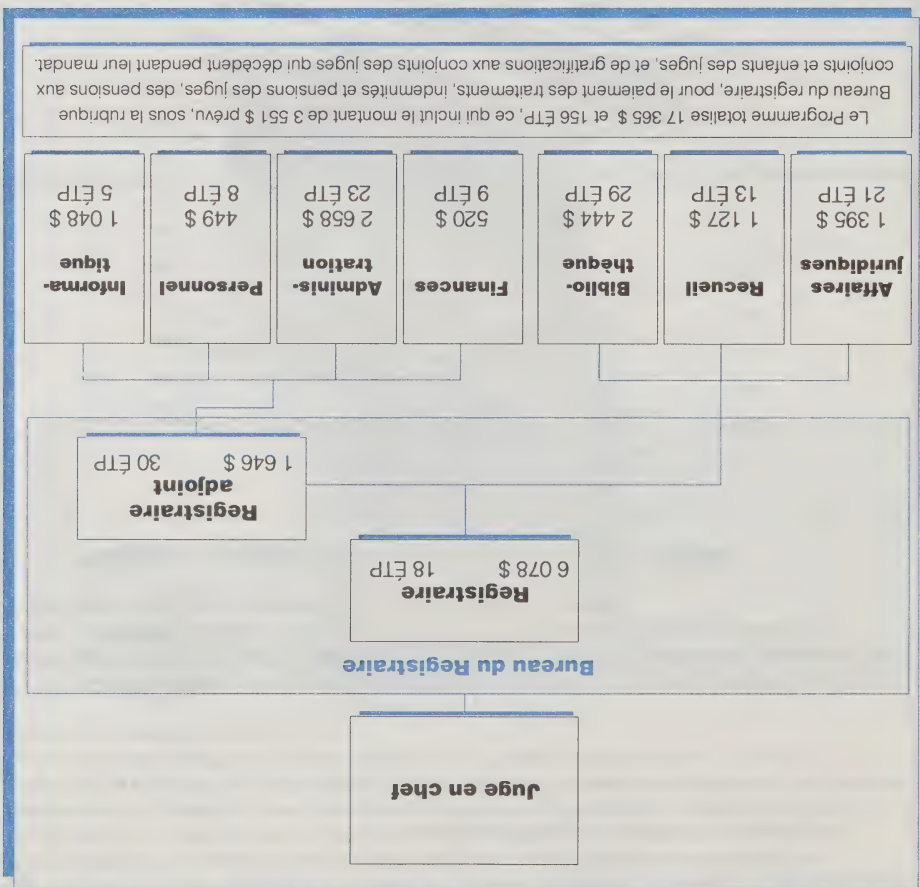 Juge en chef
Bureau du Registraire
Registraire
6 078 $ 18 ÉTP
Registraire
adjoint
1 646 $ 30 ÉTP
Affaires
juridiques
1 395 $
21 ÉTP
Recueil
1 127 $
13 ÉTP
Biblio-
thèque
2 444 $
29 ÉTP
Finances
520 $
9 ÉTP
Adminis-
tration
2 658 $
23 ÉTP
Personnel
449 $
8 ÉTP
Informa-
tique
1 048 $
5 ÉTP
Le Programme totalise 17 365 $ et 156 ÉTP, ce qui inclut le montant de 3 551 $ prévu, sous la rubrique
Bureau du registraire, pour le paiement des traitements, indemnités et pensions des juges, des pensions aux
conjoints et enfants des juges, et de gratifications aux conjoints des juges qui décèdent pendant leur mandat.